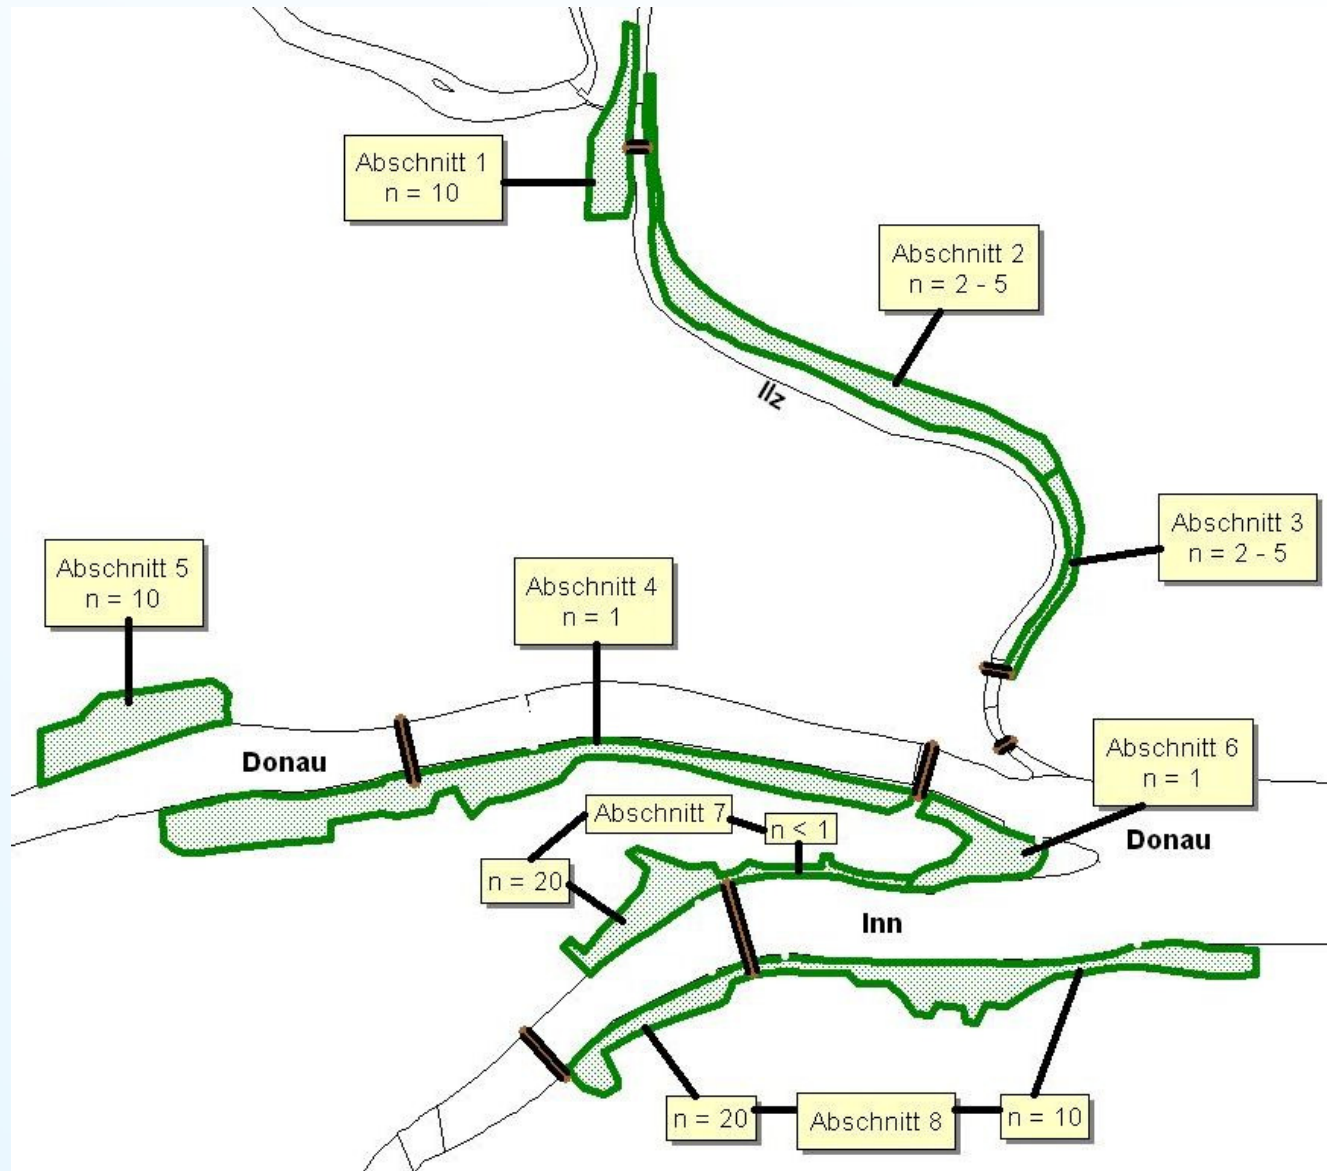 Abschnitt 1
n = 10
Abschnitt 2
n = 2 - 5
Ilz
Abschnitt 3
n = 2 - 5
Abschnitt 5
n = 10
Abschnitt 4
n = 1
Donau
Abschnitt 6
n = 1
Abschnitt 7
n < 1
Donau
n = 20
Inn
n = 20
Abschnitt 8
n = 10